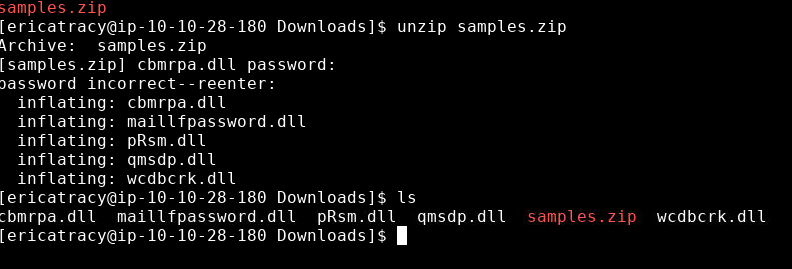 samples.zip
[ericatracy@ip-10-10-28-180 Downloads]$ unzip samples.zip
Archive:  samples.zip
[samples.zip] cbmrpa.dll password:
password incorrect--reenter:
  inflating: cbmrpa.dll
  inflating: maillfpassword.dll
  inflating: pRsm.dll
  inflating: qmsdp.dll
  inflating: wcdbcrk.dll
[ericatracy@ip-10-10-28-180 Downloads]$ ls
cbmrpa.dll  maillfpassword.dll  pRsm.dll  qmsdp.dll  samples.zip  wcdbcrk.dll
[ericatracy@ip-10-10-28-180 Downloads]$